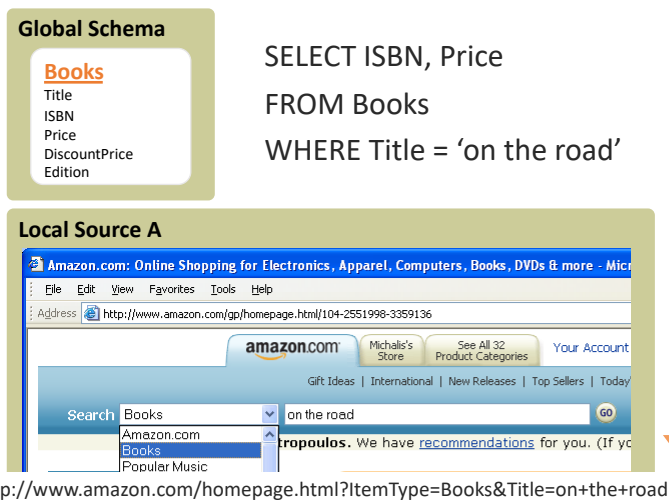 Global Schema
Books
Title
ISBN
Price
DiscountPrice
Edition
SELECT ISBN, Price
FROM Books
WHERE Title = ‘on the road’
Local Source A
Amazon.com: Online Shopping for Electronics, Apparel, Computers, Books, DVDs & more - Micr
File Edit View Favorites Tools Help
Address http://www.amazon.com/gp/homepage.html/104-2551998-3359136
amazon.com Michalis's Store See All 32 Product Categories Your Account
Gift Ideas | International | New Releases | Top Sellers | Today'
Search Books on the road GO
Amazon.com
Books
Popular Music
tropoulos. We have recommendations for you. (If yo
p://www.amazon.com/homepage.html?ItemType=Books&Title=on+the+road